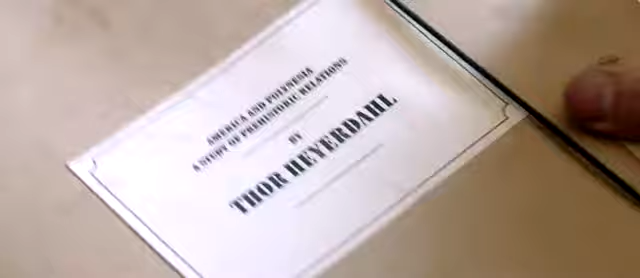 AMERICA AND POLYNESIA
A STUDY OF PREHISTORIC RELATIONS
BY
THOR HEYERDAHL